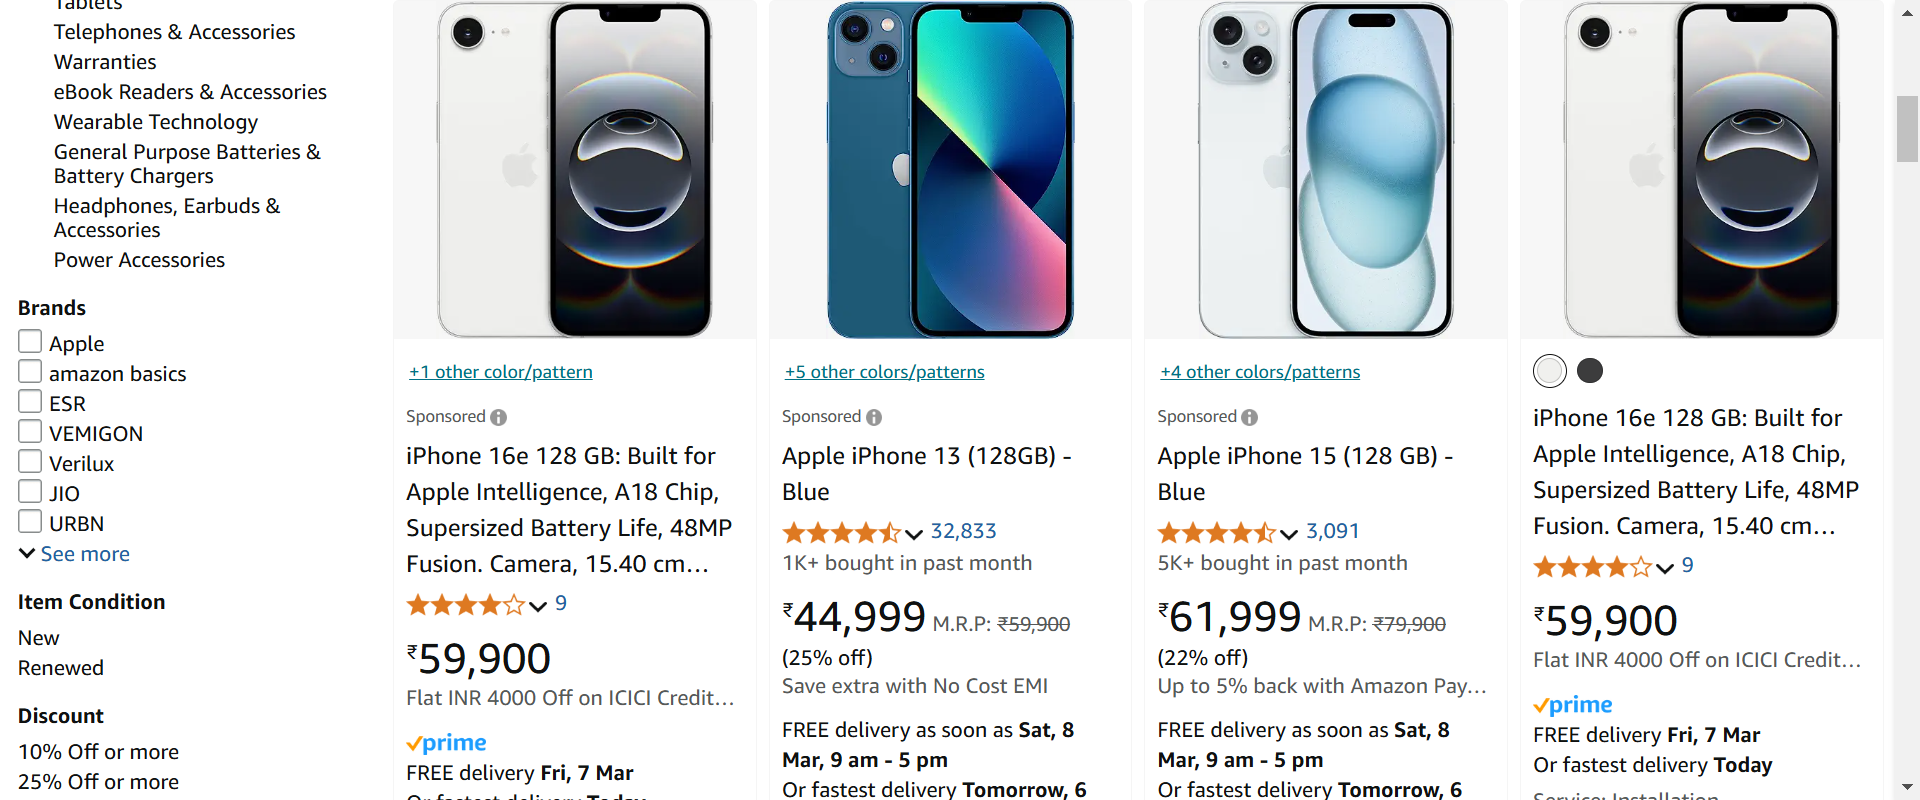 Tablets
Telephones & Accessories
Warranties
eBook Readers & Accessories
Wearable Technology
General Purpose Batteries &
Battery Chargers
Headphones, Earbuds &
Accessories
Power Accessories
Brands
Apple
amazon basics
ESR
VEMIGON
Verilux
JIO
URBN
See more
Item Condition
New
Renewed
Discount
10% Off or more
25% Off or more
+1 other color/pattern
Sponsored
iPhone 16e 128 GB: Built for
Apple Intelligence, A18 Chip,
Supersized Battery Life, 48MP
Fusion. Camera, 15.40 cm…
9
₹59,900
Flat INR 4000 Off on ICICI Credit…
prime
FREE delivery Fri, 7 Mar
Or fastest delivery Today
+5 other colors/patterns
Sponsored
Apple iPhone 13 (128GB) -
Blue
32,833
1K+ bought in past month
₹44,999 M.R.P: ₹59,900
(25% off)
Save extra with No Cost EMI
FREE delivery as soon as Sat, 8
Mar, 9 am - 5 pm
Or fastest delivery Tomorrow, 6
+4 other colors/patterns
Sponsored
Apple iPhone 15 (128 GB) -
Blue
3,091
5K+ bought in past month
₹61,999 M.R.P: ₹79,900
(22% off)
Up to 5% back with Amazon Pay…
FREE delivery as soon as Sat, 8
Mar, 9 am - 5 pm
Or fastest delivery Tomorrow, 6
iPhone 16e 128 GB: Built for
Apple Intelligence, A18 Chip,
Supersized Battery Life, 48MP
Fusion. Camera, 15.40 cm…
9
₹59,900
Flat INR 4000 Off on ICICI Credit…
prime
FREE delivery Fri, 7 Mar
Or fastest delivery Today
Service: Installation